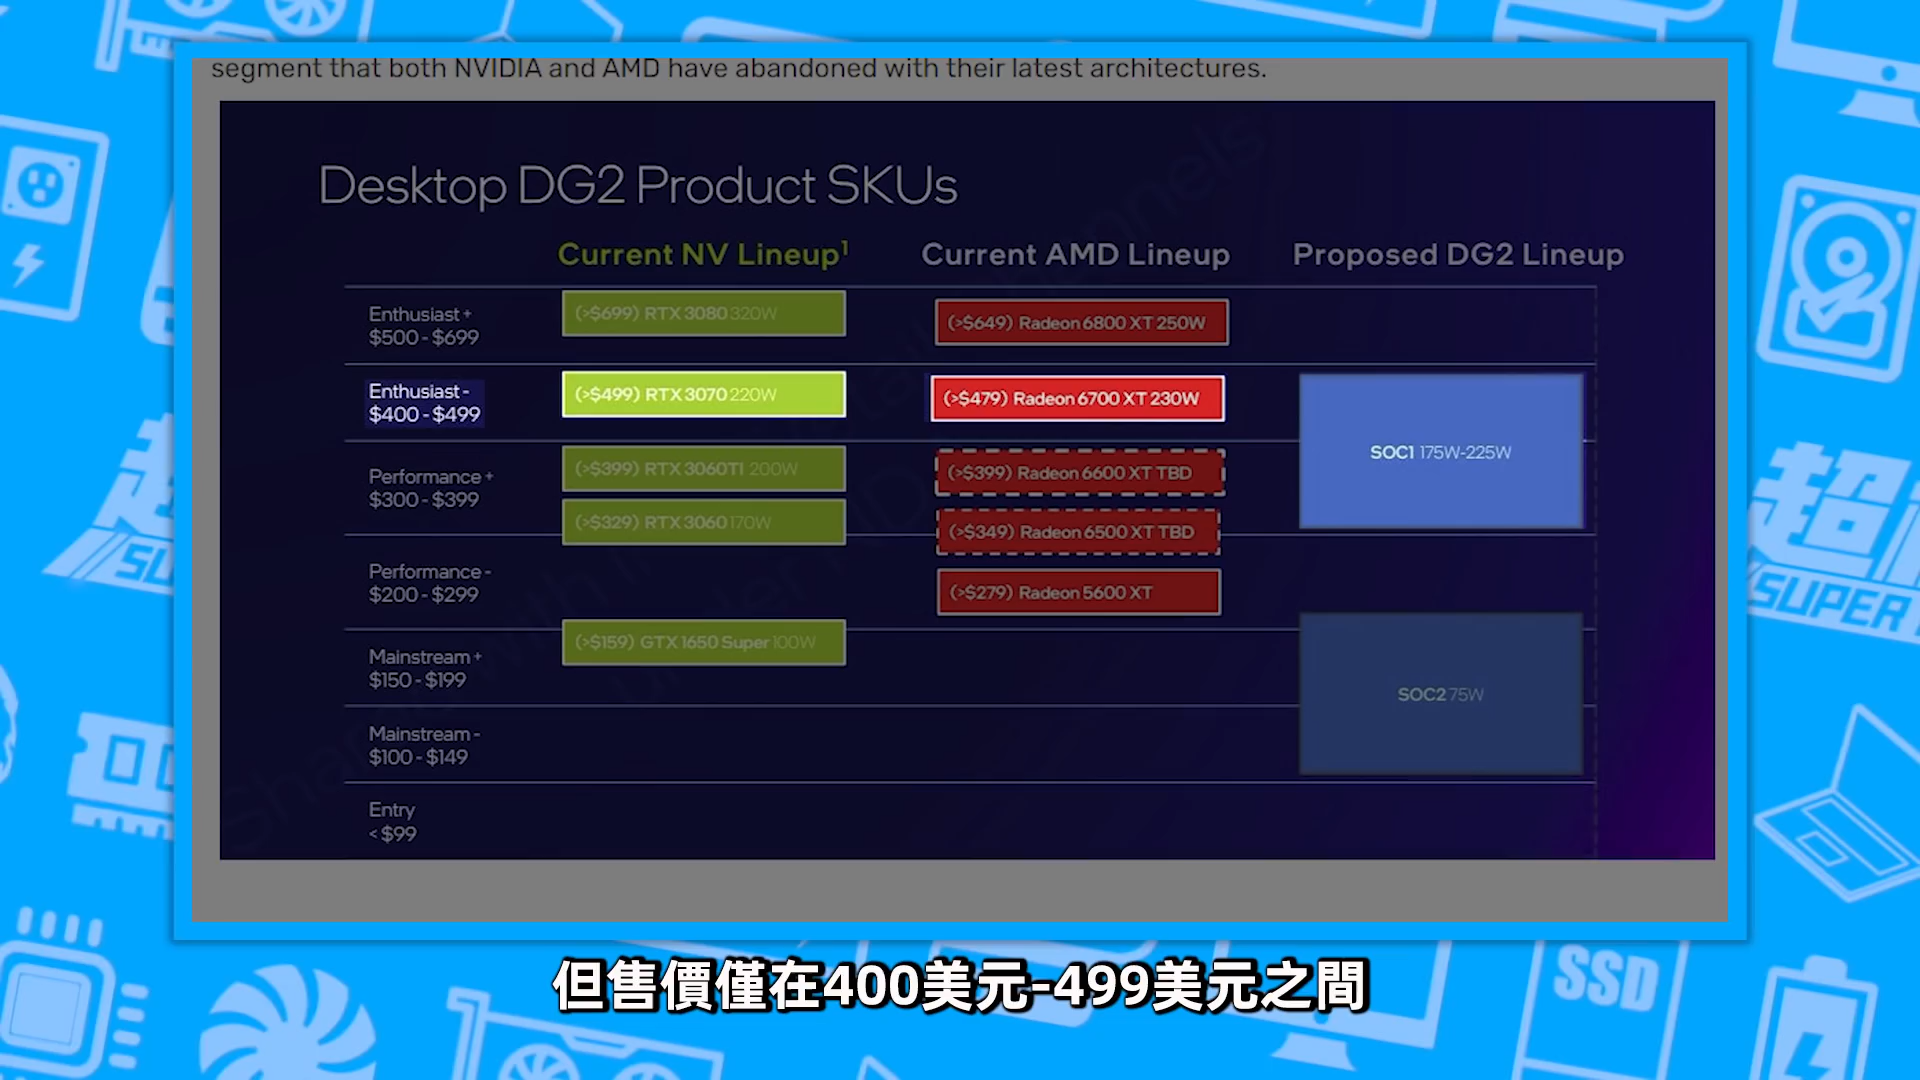 segment that both NVIDIA and AMD have abandoned with their latest architectures.
Desktop DG2 Product SKUs
Current NV Lineup¹
Current AMD Lineup
Proposed DG2 Lineup
Enthusiast +
$500 - $699
(>$699) RTX 3080 320W
(>$649) Radeon 6800 XT 250W
Enthusiast -
$400 - $499
(>$499) RTX 3070 220W
(>$479) Radeon 6700 XT 230W
SOC1 175W-225W
Performance +
$300 - $399
(>$399) RTX 3060TI 200W
(>$399) Radeon 6600 XT TBD
(>$329) RTX 3060 170W
(>$349) Radeon 6500 XT TBD
Performance -
$200 - $299
(>$279) Radeon 5600 XT
Mainstream +
$150 - $199
(>$159) GTX 1650 Super 100W
SOC2 75W
Mainstream -
$100 - $149
Entry
< $99
但售價僅在400美元-499美元之間
超
SUPER
SSD